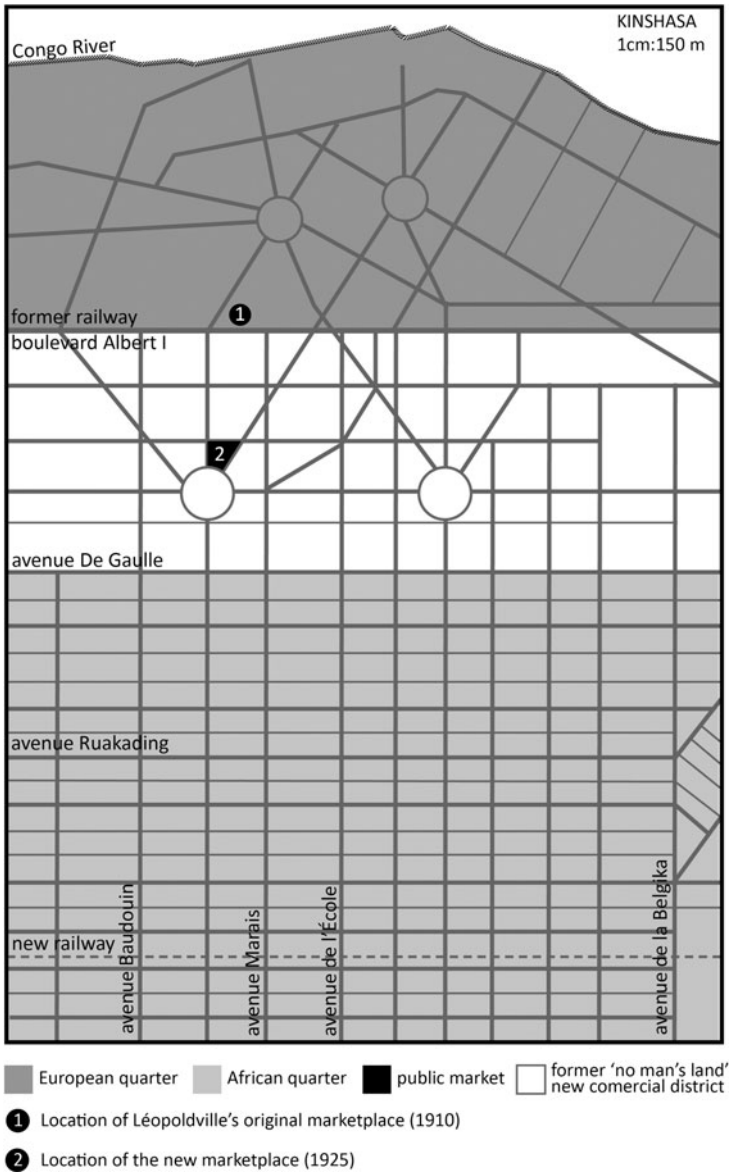 KINSHASA
1cm:150 m
Congo River
former railway
1
boulevard Albert I
2
avenue De Gaulle
avenue Ruakading
avenue Baudouin
avenue Marais
avenue de l'École
avenue de la Belgika
new railway
European quarter
African quarter
public market
former 'no man's land'
new comercial district
1 Location of Léopoldville's original marketplace (1910)
2 Location of the new marketplace (1925)